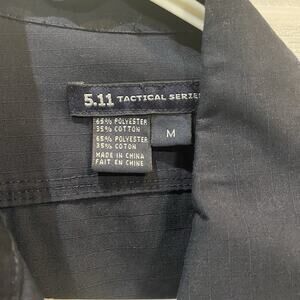 5.11 TACTICAL SERIES
65% POLYESTER
35% COTTON
M
65% POLYESTER
35% COTON
MADE IN CHINA
FAIT EN CHINE